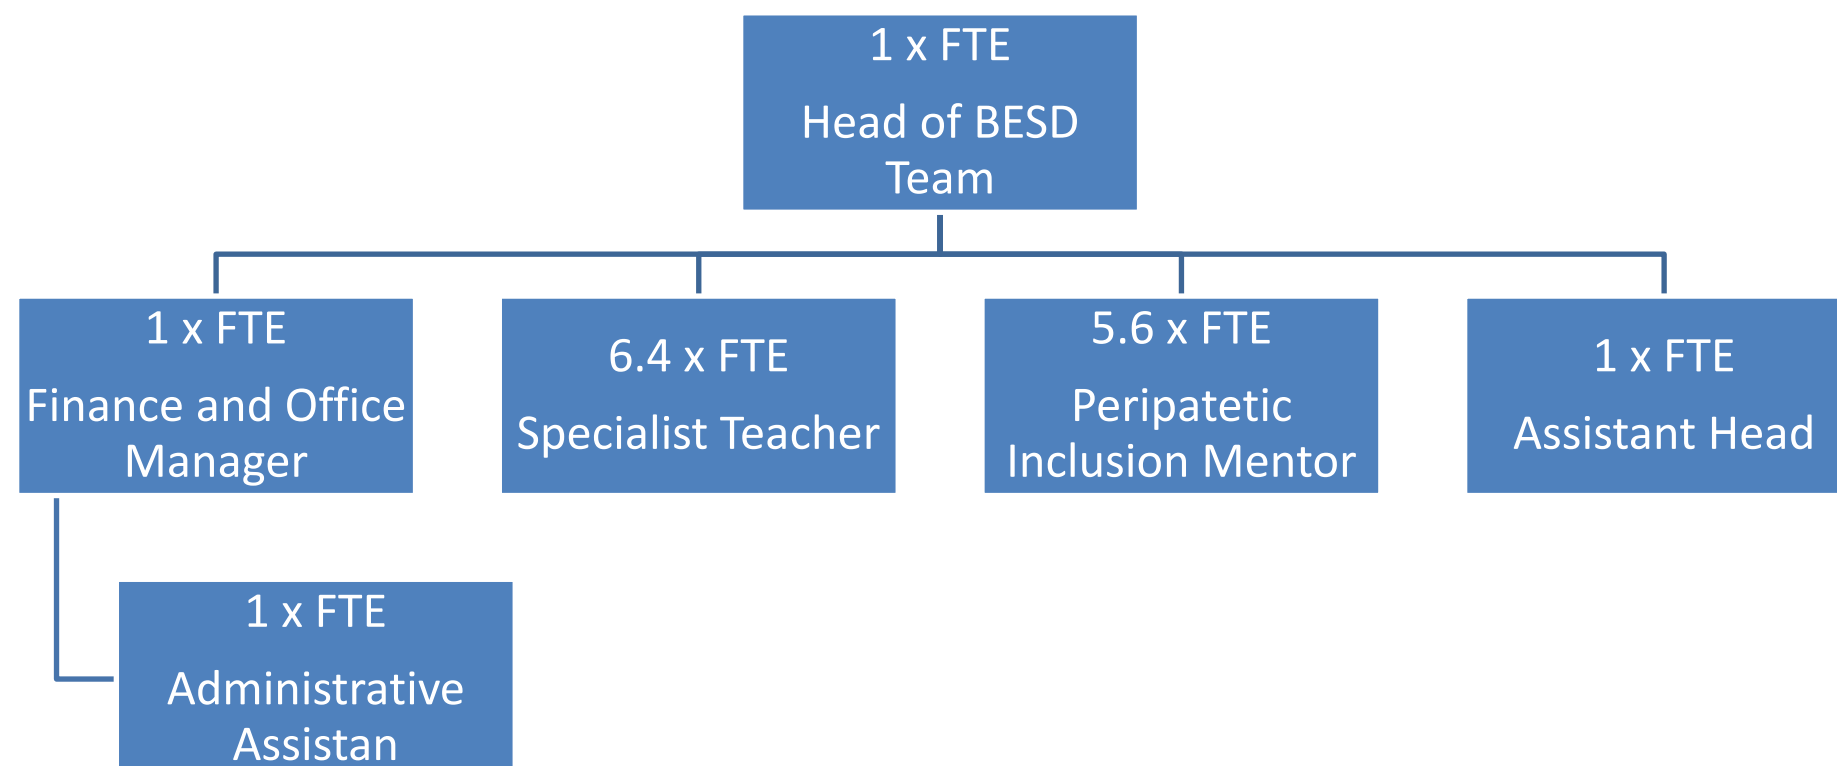 1 x FTE
Head of BESD
Team
1 x FTE
Finance and Office
Manager
6.4 x FTE
Specialist Teacher
5.6 x FTE
Peripatetic
Inclusion Mentor
1 x FTE
Assistant Head
1 x FTE
Administrative
Assistan